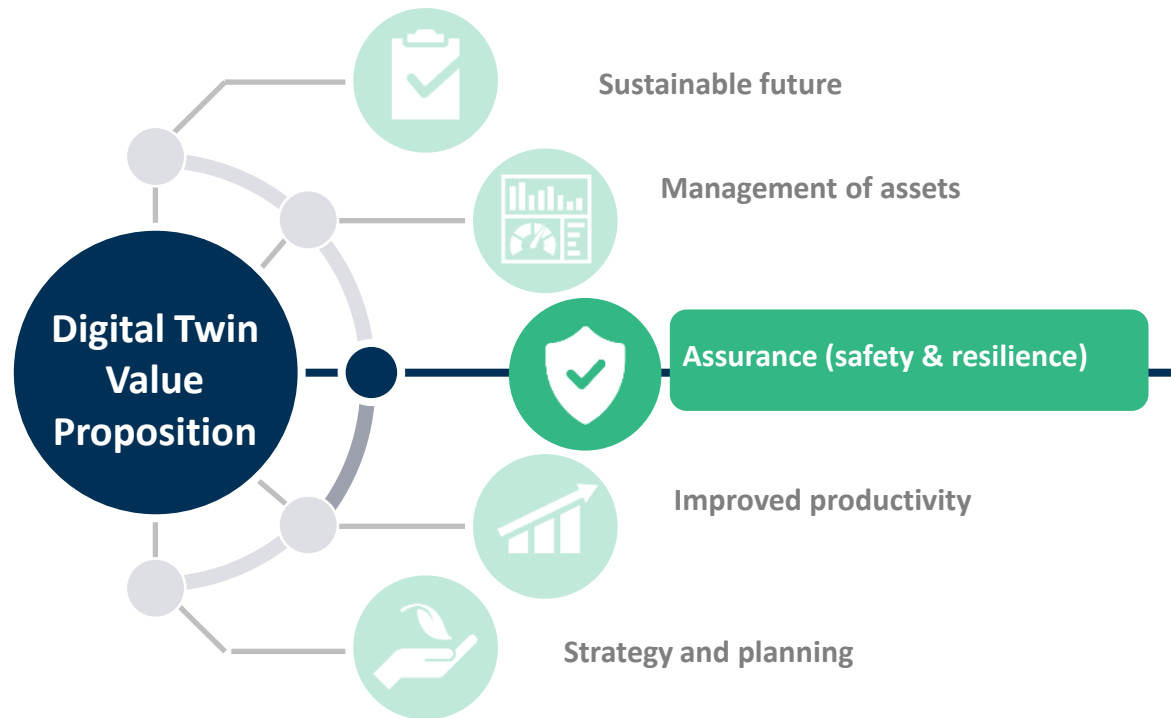 Sustainable future
Management of assets
Digital Twin
Value
Proposition
Assurance (safety & resilience)
Improved productivity
Strategy and planning